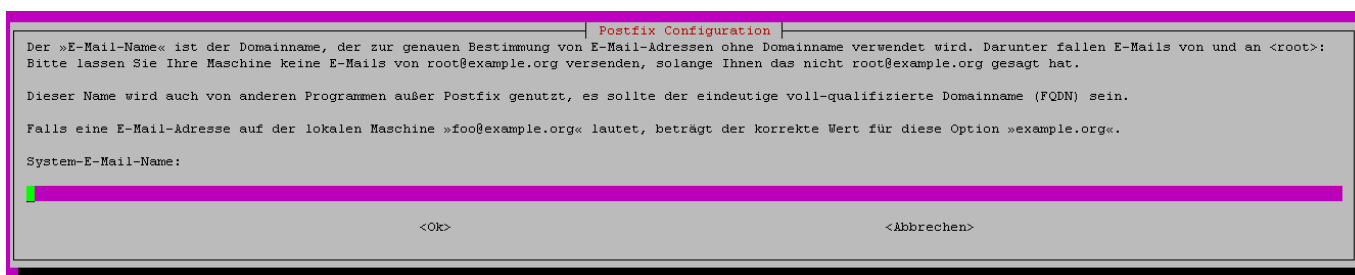 Postfix Configuration
Der »E-Mail-Name« ist der Domainname, der zur genauen Bestimmung von E-Mail-Adressen ohne Domainname verwendet wird. Darunter fallen E-Mails von und an <root>:
Bitte lassen Sie Ihre Maschine keine E-Mails von root@example.org versenden, solange Ihnen das nicht root@example.org gesagt hat.
Dieser Name wird auch von anderen Programmen außer Postfix genutzt, es sollte der eindeutige voll-qualifizierte Domainname (FQDN) sein.
Falls eine E-Mail-Adresse auf der lokalen Maschine »foo@example.org« lautet, beträgt der korrekte Wert für diese Option »example.org«.
System-E-Mail-Name:
<Ok> <Abbrechen>